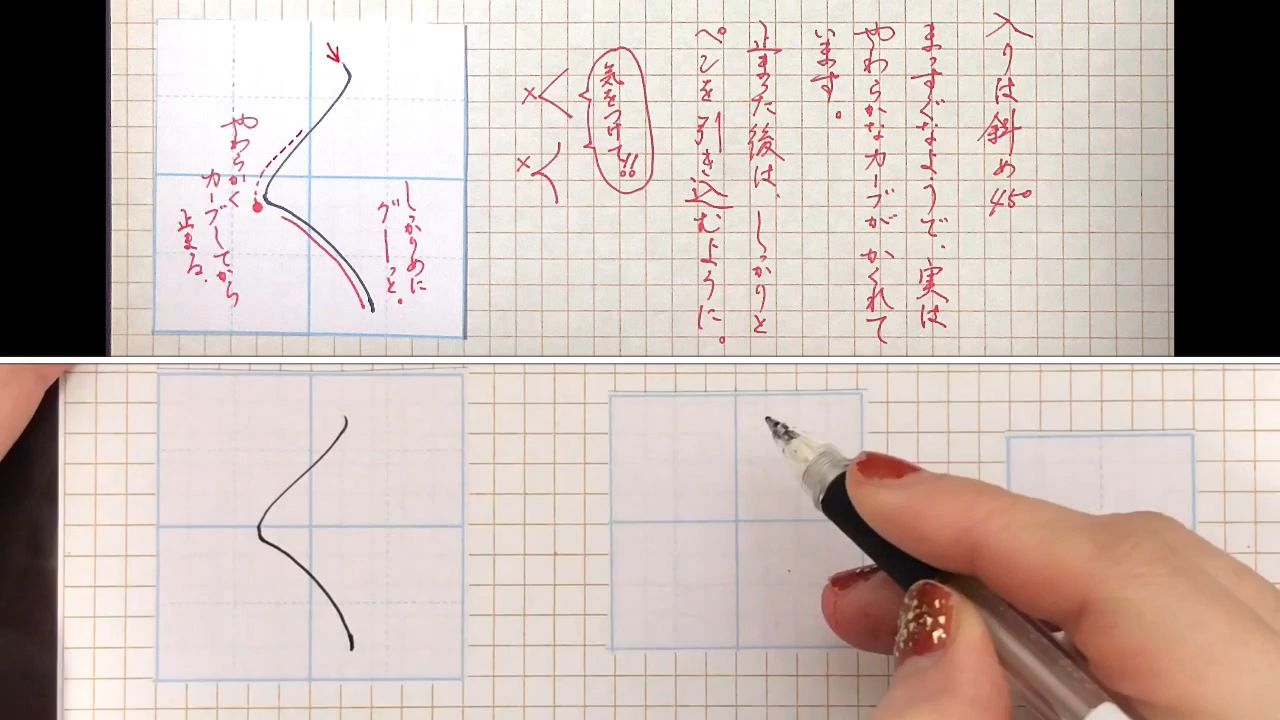 入りは斜め45°
まっすぐなようで、実は
やわらかなカーブがかくれて
います。
止まった後は、しっかりと
ペンを引き込むように。
気をつけて!!
×
×
しっかりめに
グーっと。
やわらかく
カーブしてから
止まる。
く
く